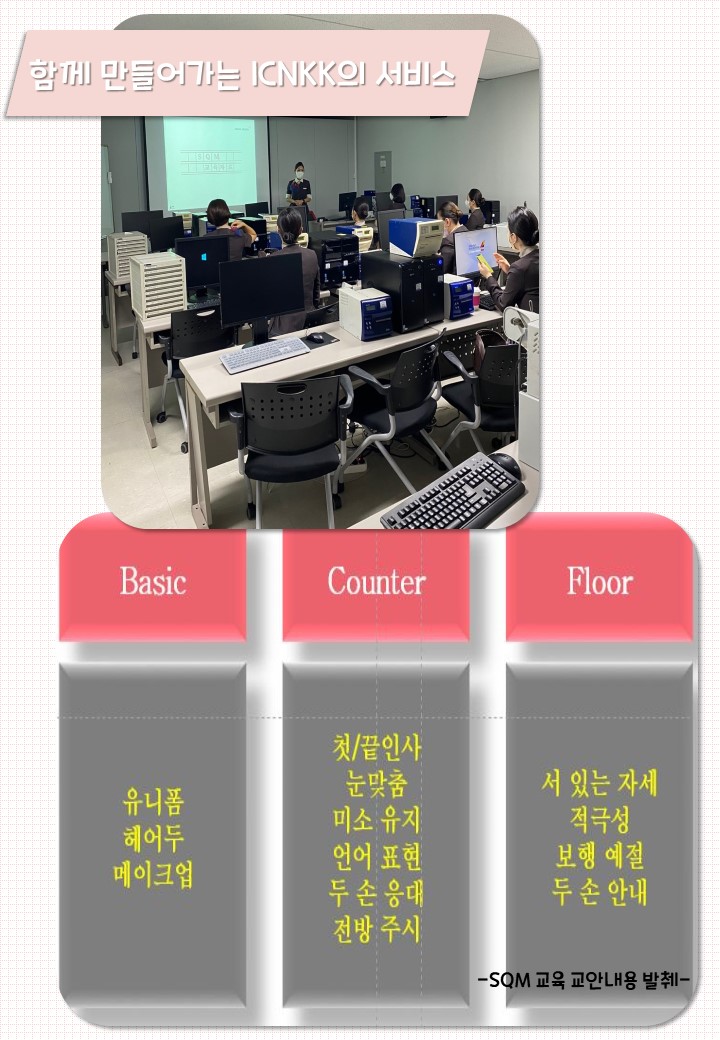 함께 만들어가는 ICNKK의 서비스
Basic
Counter
Floor
유니폼
헤어두
메이크업
첫/끝인사
눈맞춤
미소 유지
언어 표현
두 손 응대
전방 주시
서 있는 자세
적극성
보행 예절
두 손 안내
-SQM 교육 교안내용 발췌-